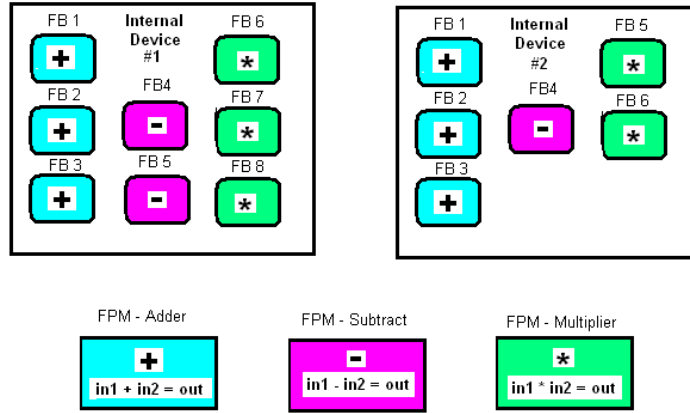 FB 1
Internal
Device
#1
FB 6
+
*
FB 2
FB4
FB 7
+
-
*
FB 3
FB 5
FB 8
+
-
*
FB 1
Internal
Device
#2
FB 5
+
*
FB 2
FB4
FB 6
+
-
*
FB 3
+
FPM - Adder
+
in1 + in2 = out
FPM - Subtract
-
in1 - in2 = out
FPM - Multiplier
*
in1 * in2 = out